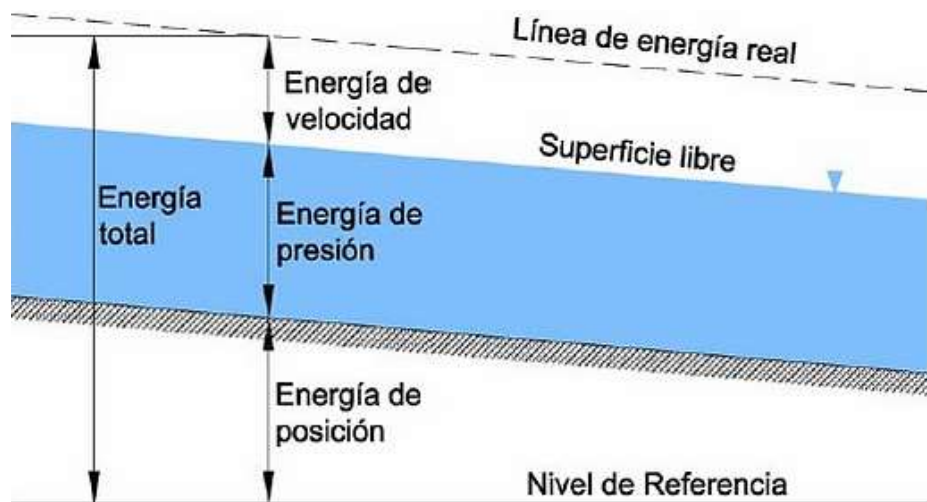 Línea de energía real
Energía de
velocidad
Superficie libre
Energía
total
Energía de
presión
Energía de
posición
Nivel de Referencia